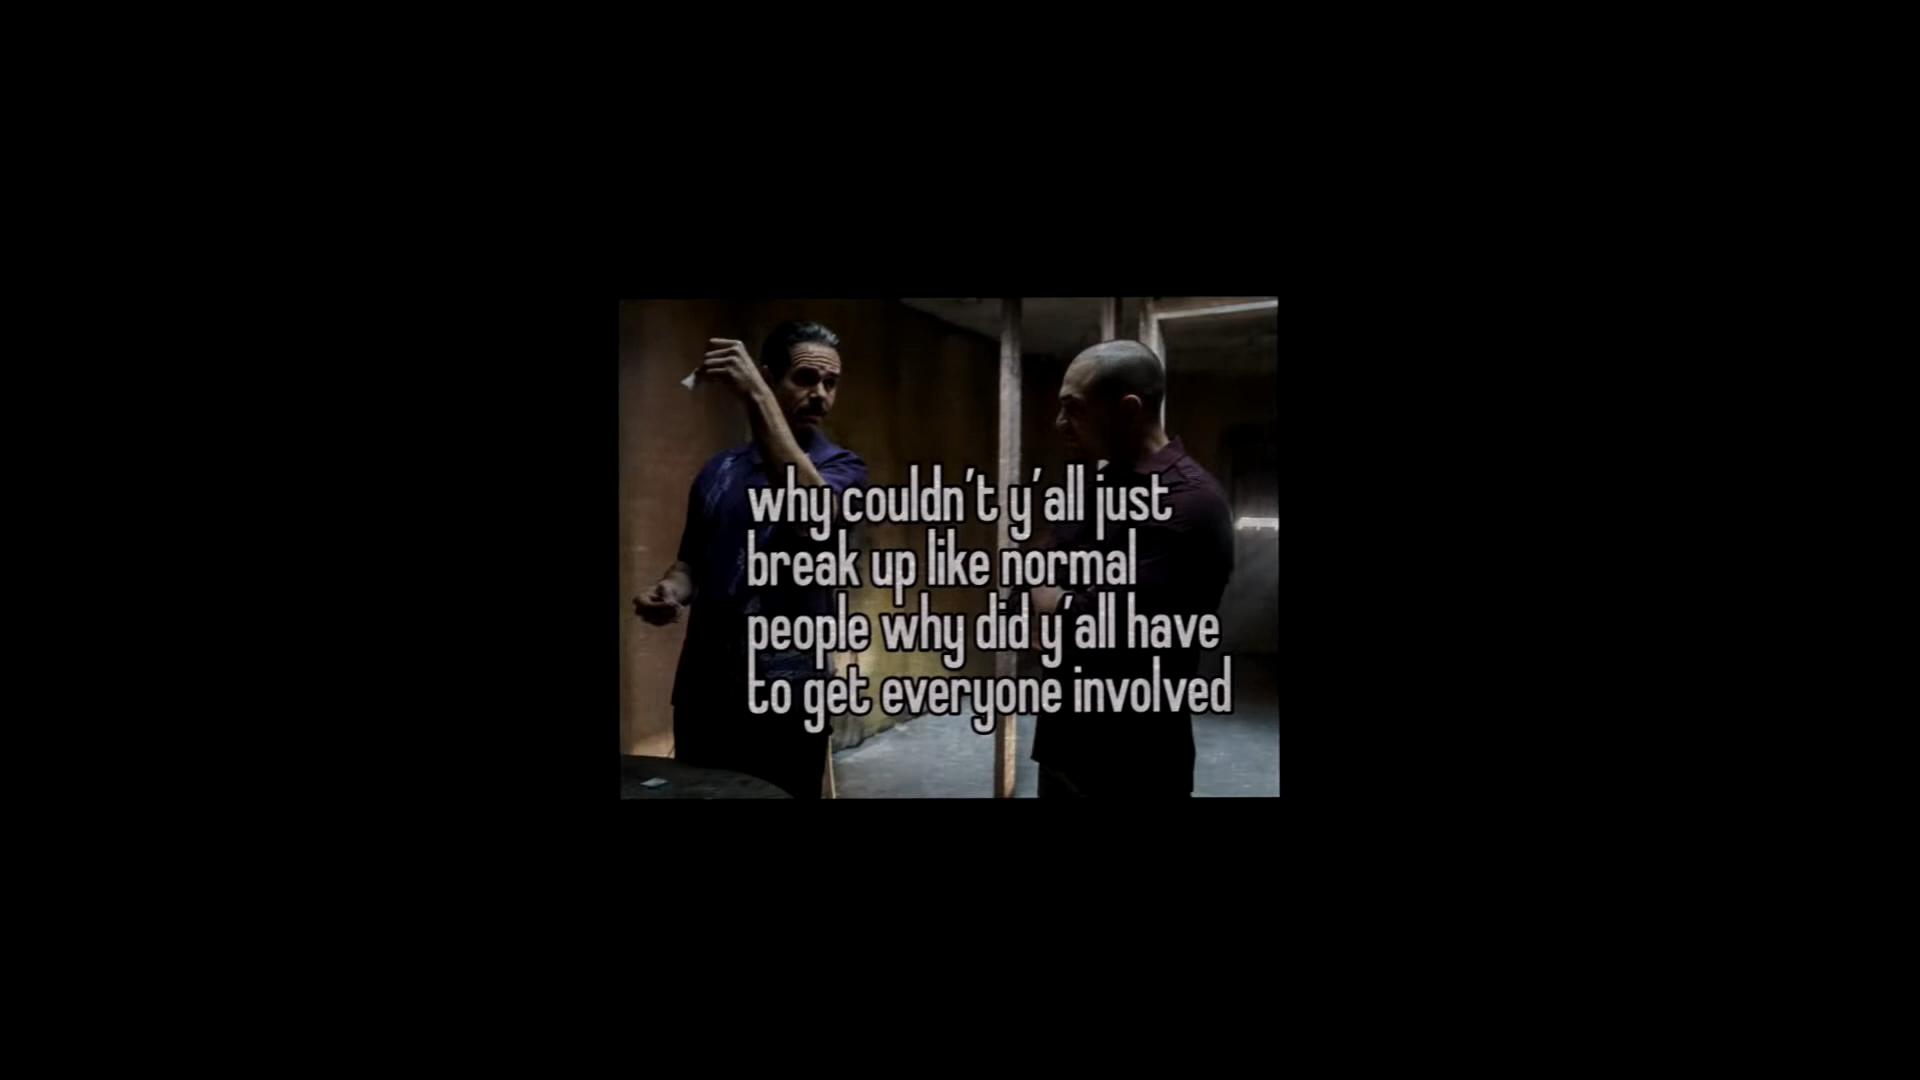 why couldn't y'all just
break up like normal
people why did y'all have
to get everyone involved